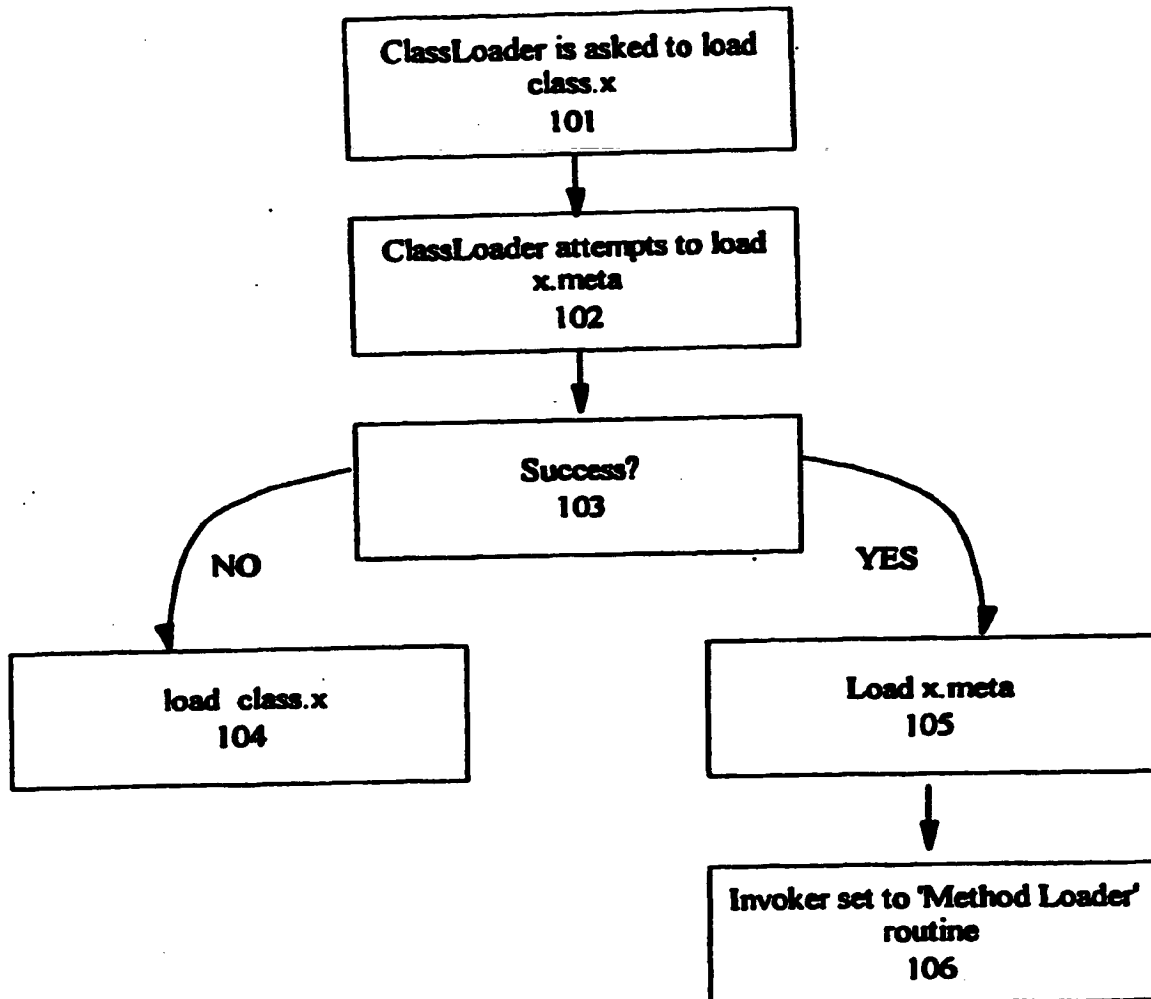 ClassLoader is asked to load
class.x
101
ClassLoader attempts to load
x.meta
102
Success?
103
NO
YES
load class.x
104
Load x.meta
105
Invoker set to 'Method Loader'
routine
106